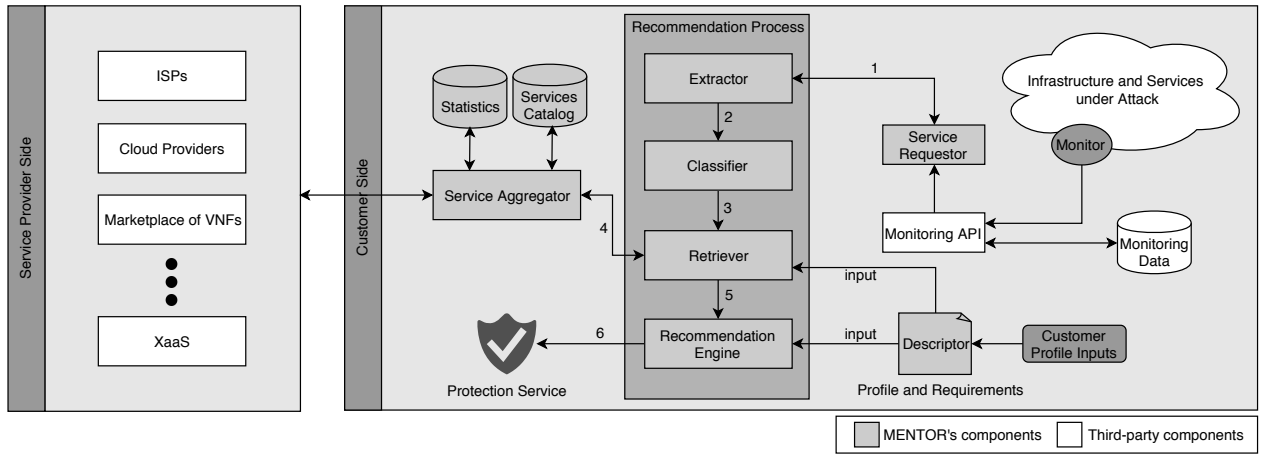 Service Provider Side
ISPs
Cloud Providers
Marketplace of VNFs
XaaS
Customer Side
Statistics
Services
Catalog
Service Aggregator
4
Recommendation Process
Extractor
2
Classifier
3
Retriever
5
Recommendation
Engine
6
Protection Service
1
Service
Requestor
Infrastructure and Services
under Attack
Monitor
Monitoring API
Monitoring
Data
input
input
Descriptor
Customer
Profile Inputs
Profile and Requirements
MENTOR's components
Third-party components